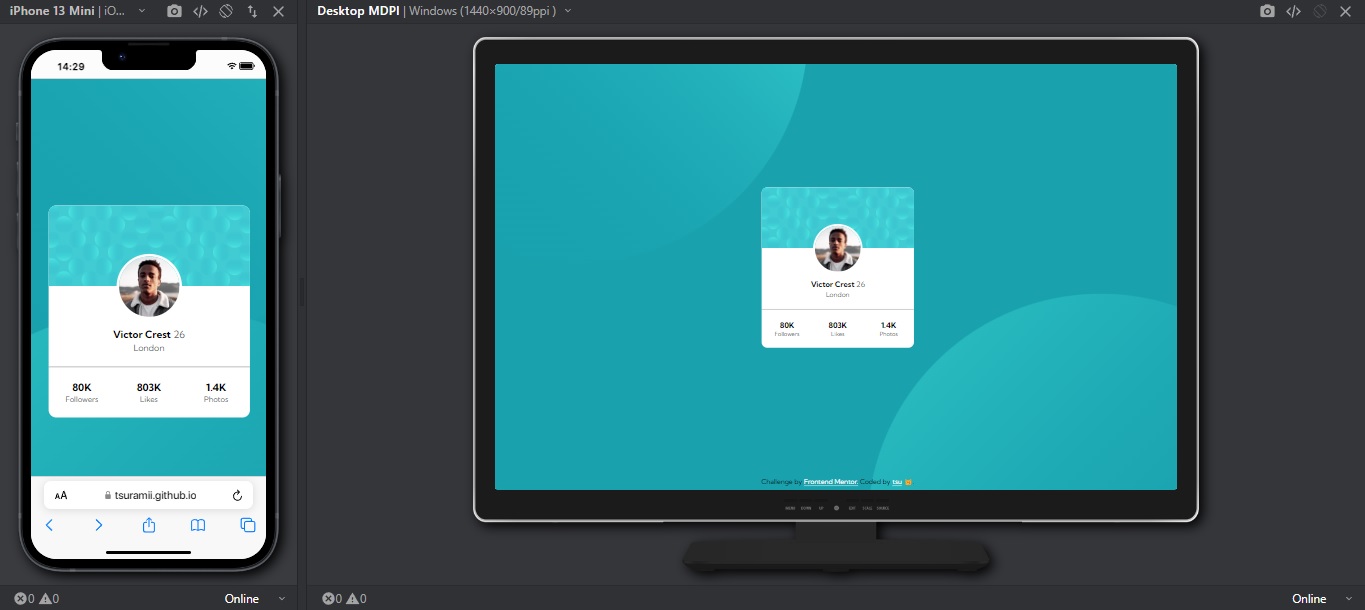 iPhone 13 Mini | iO...
Desktop MDPI | Windows (1440×900/89ppi )
14:29
Victor Crest 26
London
80K 803K 1.4K
Followers Likes Photos
AA tsuramii.github.io
0 0 Online
Victor Crest 26
London
80K 803K 1.4K
Followers Likes Photos
Challenge by Frontend Mentor. Coded by tsu
0 0 Online